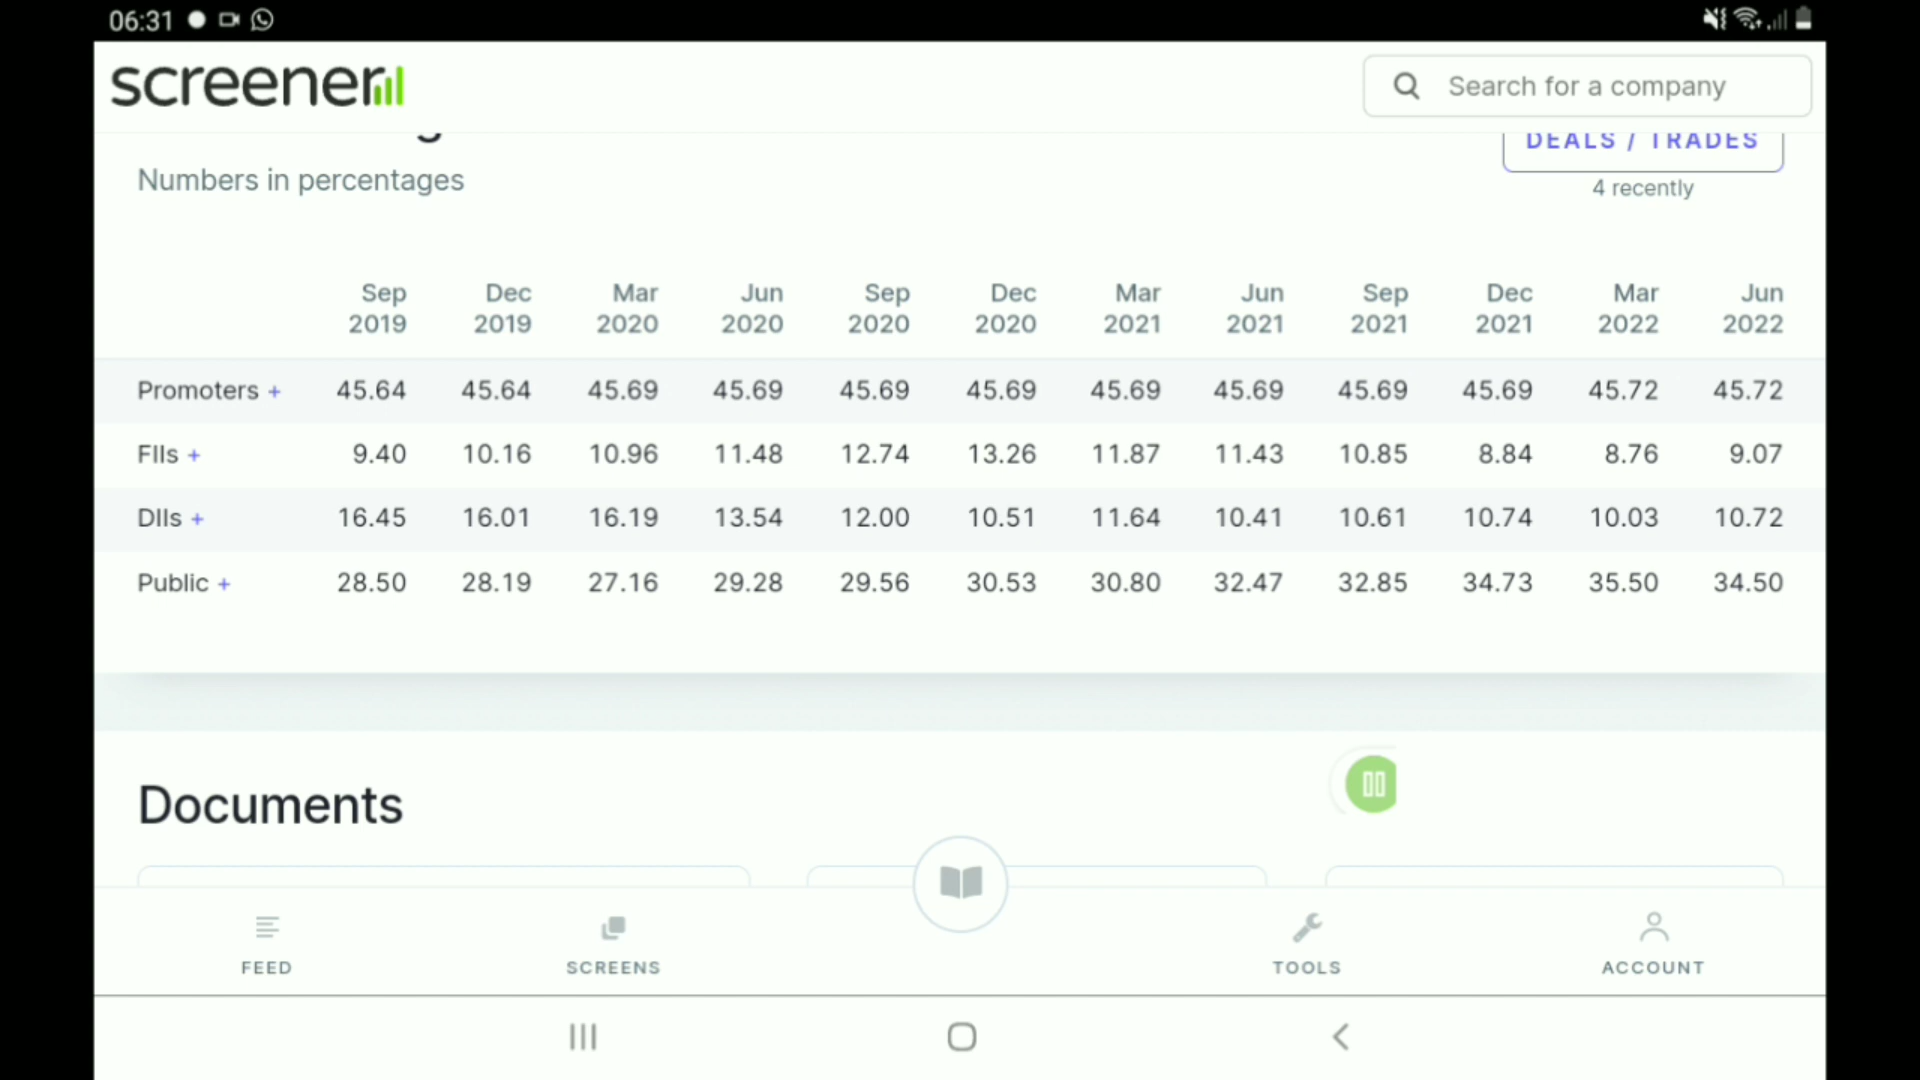 06:31
screener
Search for a company
DEALS / TRADES
Numbers in percentages
4 recently
Sep 2019 Dec 2019 Mar 2020 Jun 2020 Sep 2020 Dec 2020 Mar 2021 Jun 2021 Sep 2021 Dec 2021 Mar 2022 Jun 2022
Promoters + 45.64 45.64 45.69 45.69 45.69 45.69 45.69 45.69 45.69 45.69 45.72 45.72
FIIs + 9.40 10.16 10.96 11.48 12.74 13.26 11.87 11.43 10.85 8.84 8.76 9.07
DIIs + 16.45 16.01 16.19 13.54 12.00 10.51 11.64 10.41 10.61 10.74 10.03 10.72
Public + 28.50 28.19 27.16 29.28 29.56 30.53 30.80 32.47 32.85 34.73 35.50 34.50
Documents
FEED SCREENS TOOLS ACCOUNT